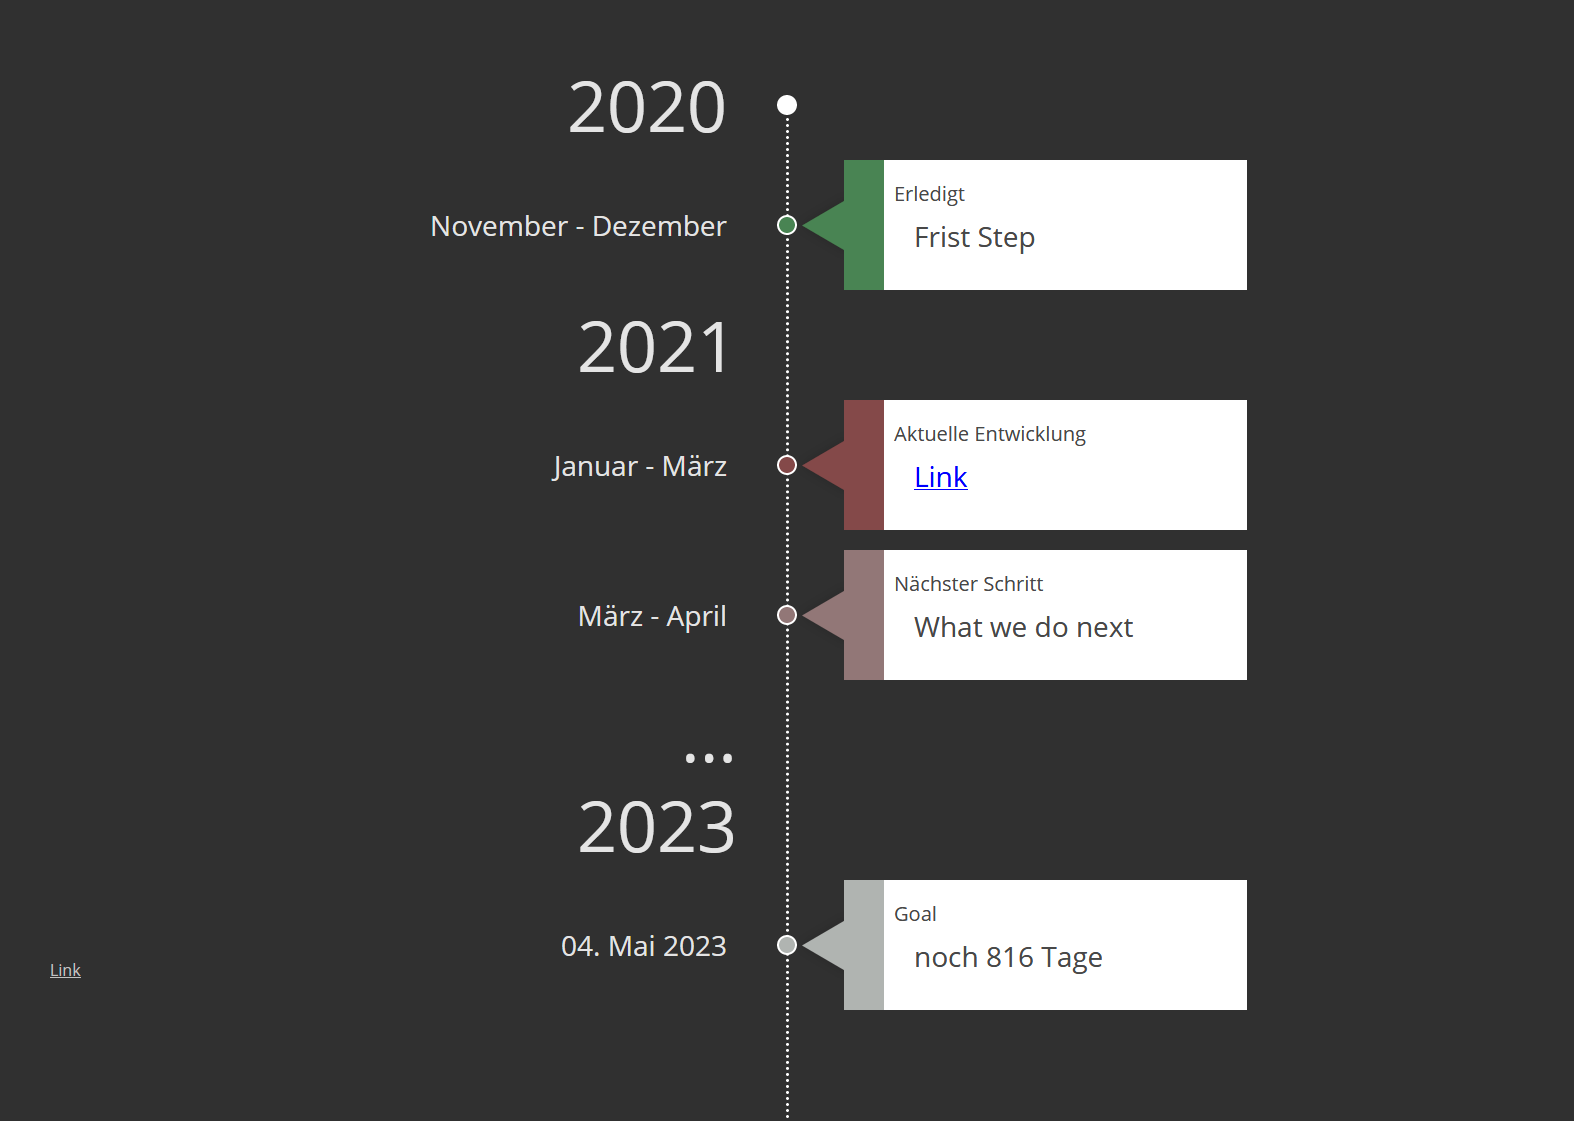 2020
November - Dezember
Erledigt
Frist Step
2021
Januar - März
Aktuelle Entwicklung
Link
März - April
Nächster Schritt
What we do next
...
2023
04. Mai 2023
Goal
noch 816 Tage
Link